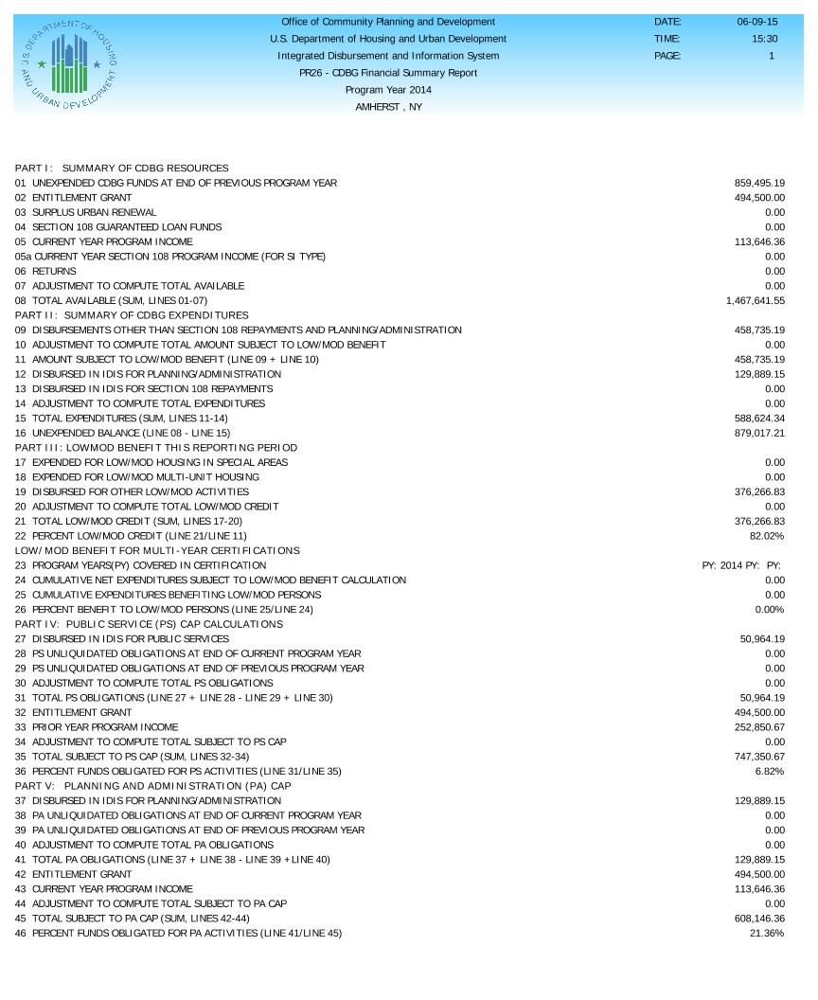 U.S. DEPARTMENT OF HOUSING AND URBAN DEVELOPMENT
Office of Community Planning and Development
U.S. Department of Housing and Urban Development
Integrated Disbursement and Information System
PR26 - CDBG Financial Summary Report
Program Year 2014
AMHERST , NY
DATE: 06-09-15
TIME: 15:30
PAGE: 1
PART I: SUMMARY OF CDBG RESOURCES
01 UNEXPENDED CDBG FUNDS AT END OF PREVIOUS PROGRAM YEAR 859,495.19
02 ENTITLEMENT GRANT 494,500.00
03 SURPLUS URBAN RENEWAL 0.00
04 SECTION 108 GUARANTEED LOAN FUNDS 0.00
05 CURRENT YEAR PROGRAM INCOME 113,646.36
05a CURRENT YEAR SECTION 108 PROGRAM INCOME (FOR SI TYPE) 0.00
06 RETURNS 0.00
07 ADJUSTMENT TO COMPUTE TOTAL AVAILABLE 0.00
08 TOTAL AVAILABLE (SUM, LINES 01-07) 1,467,641.55
PART II: SUMMARY OF CDBG EXPENDITURES
09 DISBURSEMENTS OTHER THAN SECTION 108 REPAYMENTS AND PLANNING/ADMINISTRATION 458,735.19
10 ADJUSTMENT TO COMPUTE TOTAL AMOUNT SUBJECT TO LOW/MOD BENEFIT 0.00
11 AMOUNT SUBJECT TO LOW/MOD BENEFIT (LINE 09 + LINE 10) 458,735.19
12 DISBURSED IN IDIS FOR PLANNING/ADMINISTRATION 129,889.15
13 DISBURSED IN IDIS FOR SECTION 108 REPAYMENTS 0.00
14 ADJUSTMENT TO COMPUTE TOTAL EXPENDITURES 0.00
15 TOTAL EXPENDITURES (SUM, LINES 11-14) 588,624.34
16 UNEXPENDED BALANCE (LINE 08 - LINE 15) 879,017.21
PART III: LOWMOD BENEFIT THIS REPORTING PERIOD
17 EXPENDED FOR LOW/MOD HOUSING IN SPECIAL AREAS 0.00
18 EXPENDED FOR LOW/MOD MULTI-UNIT HOUSING 0.00
19 DISBURSED FOR OTHER LOW/MOD ACTIVITIES 376,266.83
20 ADJUSTMENT TO COMPUTE TOTAL LOW/MOD CREDIT 0.00
21 TOTAL LOW/MOD CREDIT (SUM, LINES 17-20) 376,266.83
22 PERCENT LOW/MOD CREDIT (LINE 21/LINE 11) 82.02%
LOW/MOD BENEFIT FOR MULTI-YEAR CERTIFICATIONS
23 PROGRAM YEARS(PY) COVERED IN CERTIFICATION PY: 2014 PY: PY:
24 CUMULATIVE NET EXPENDITURES SUBJECT TO LOW/MOD BENEFIT CALCULATION 0.00
25 CUMULATIVE EXPENDITURES BENEFITING LOW/MOD PERSONS 0.00
26 PERCENT BENEFIT TO LOW/MOD PERSONS (LINE 25/LINE 24) 0.00%
PART IV: PUBLIC SERVICE (PS) CAP CALCULATIONS
27 DISBURSED IN IDIS FOR PUBLIC SERVICES 50,964.19
28 PS UNLIQUIDATED OBLIGATIONS AT END OF CURRENT PROGRAM YEAR 0.00
29 PS UNLIQUIDATED OBLIGATIONS AT END OF PREVIOUS PROGRAM YEAR 0.00
30 ADJUSTMENT TO COMPUTE TOTAL PS OBLIGATIONS 0.00
31 TOTAL PS OBLIGATIONS (LINE 27 + LINE 28 - LINE 29 + LINE 30) 50,964.19
32 ENTITLEMENT GRANT 494,500.00
33 PRIOR YEAR PROGRAM INCOME 252,850.67
34 ADJUSTMENT TO COMPUTE TOTAL SUBJECT TO PS CAP 0.00
35 TOTAL SUBJECT TO PS CAP (SUM, LINES 32-34) 747,350.67
36 PERCENT FUNDS OBLIGATED FOR PS ACTIVITIES (LINE 31/LINE 35) 6.82%
PART V: PLANNING AND ADMINISTRATION (PA) CAP
37 DISBURSED IN IDIS FOR PLANNING/ADMINISTRATION 129,889.15
38 PA UNLIQUIDATED OBLIGATIONS AT END OF CURRENT PROGRAM YEAR 0.00
39 PA UNLIQUIDATED OBLIGATIONS AT END OF PREVIOUS PROGRAM YEAR 0.00
40 ADJUSTMENT TO COMPUTE TOTAL PA OBLIGATIONS 0.00
41 TOTAL PA OBLIGATIONS (LINE 37 + LINE 38 - LINE 39 +LINE 40) 129,889.15
42 ENTITLEMENT GRANT 494,500.00
43 CURRENT YEAR PROGRAM INCOME 113,646.36
44 ADJUSTMENT TO COMPUTE TOTAL SUBJECT TO PA CAP 0.00
45 TOTAL SUBJECT TO PA CAP (SUM, LINES 42-44) 608,146.36
46 PERCENT FUNDS OBLIGATED FOR PA ACTIVITIES (LINE 41/LINE 45) 21.36%